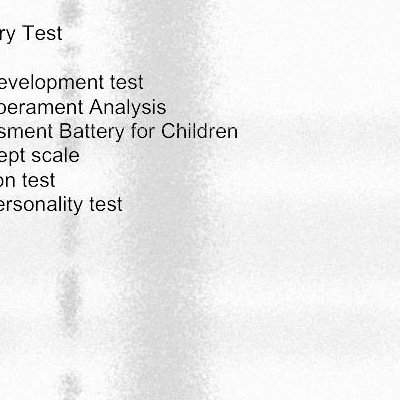 ry Test
evelopment test
perament Analysis
sment Battery for Children
ept scale
on test
ersonality test